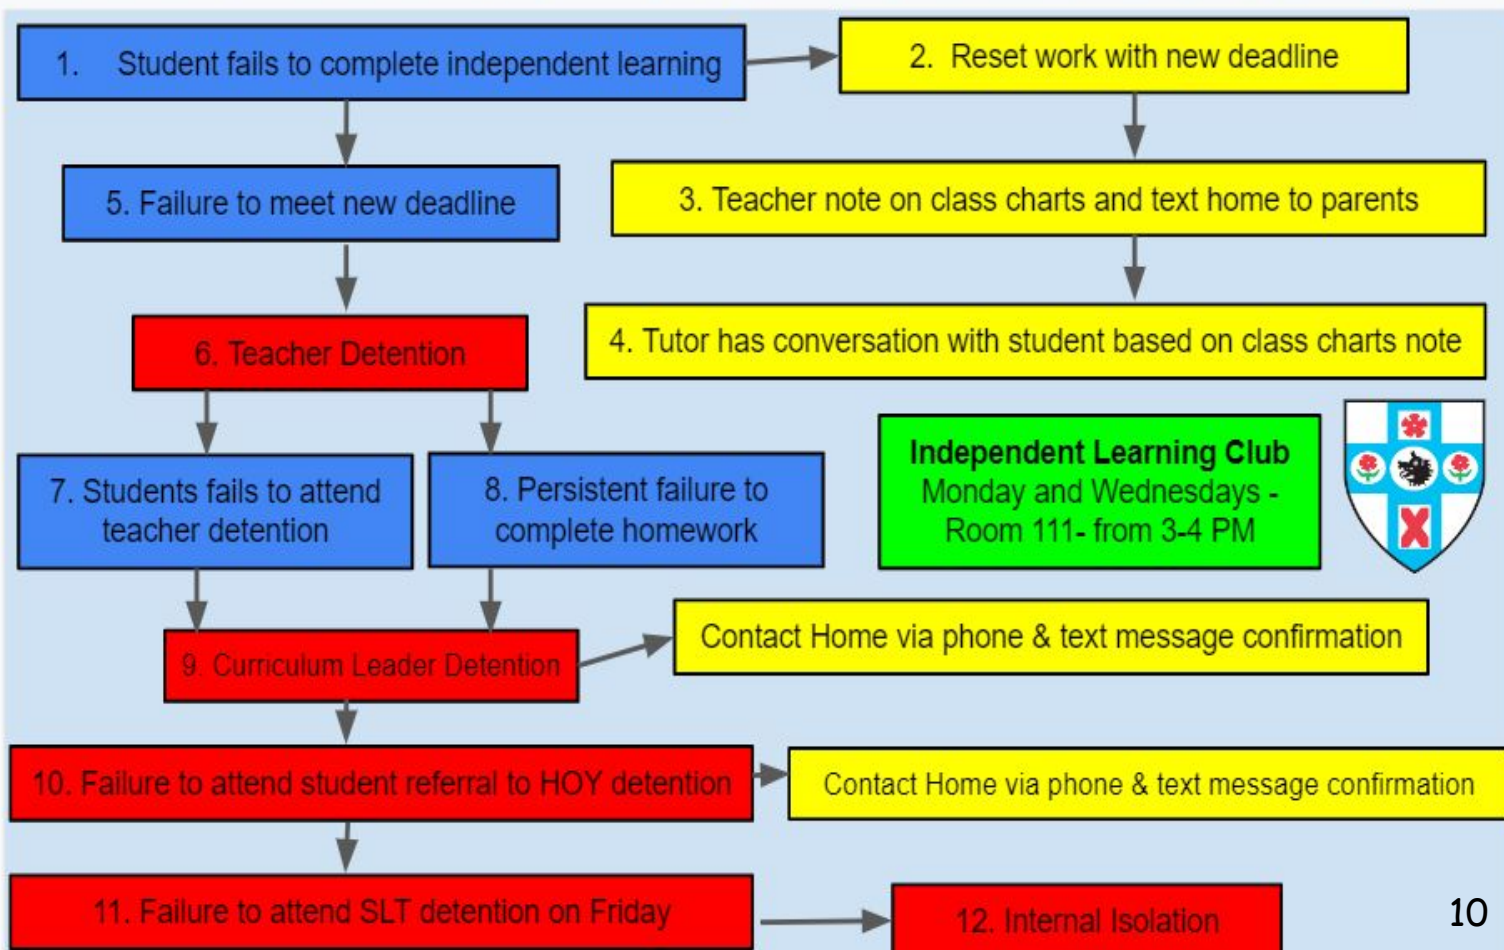 1. Student fails to complete independent learning
2. Reset work with new deadline
5. Failure to meet new deadline
3. Teacher note on class charts and text home to parents
6. Teacher Detention
4. Tutor has conversation with student based on class charts note
7. Students fails to attend
teacher detention
8. Persistent failure to
complete homework
Independent Learning Club
Monday and Wednesdays -
Room 111- from 3-4 PM
9. Curriculum Leader Detention
Contact Home via phone & text message confirmation
10. Failure to attend student referral to HOY detention
Contact Home via phone & text message confirmation
11. Failure to attend SLT detention on Friday
12. Internal Isolation
10